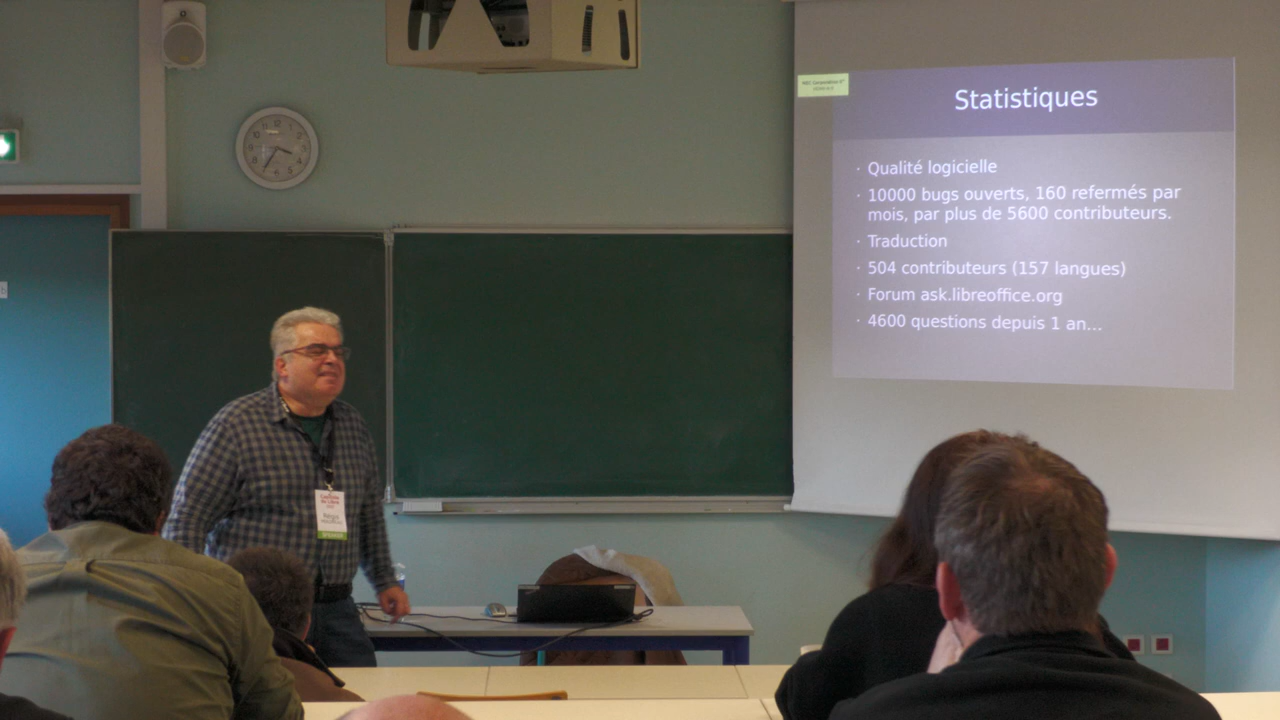 Statistiques
· Qualité logicielle
· 10000 bugs ouverts, 160 refermés par
mois, par plus de 5600 contributeurs.
· Traduction
· 504 contributeurs (157 langues)
· Forum ask.libreoffice.org
· 4600 questions depuis 1 an...